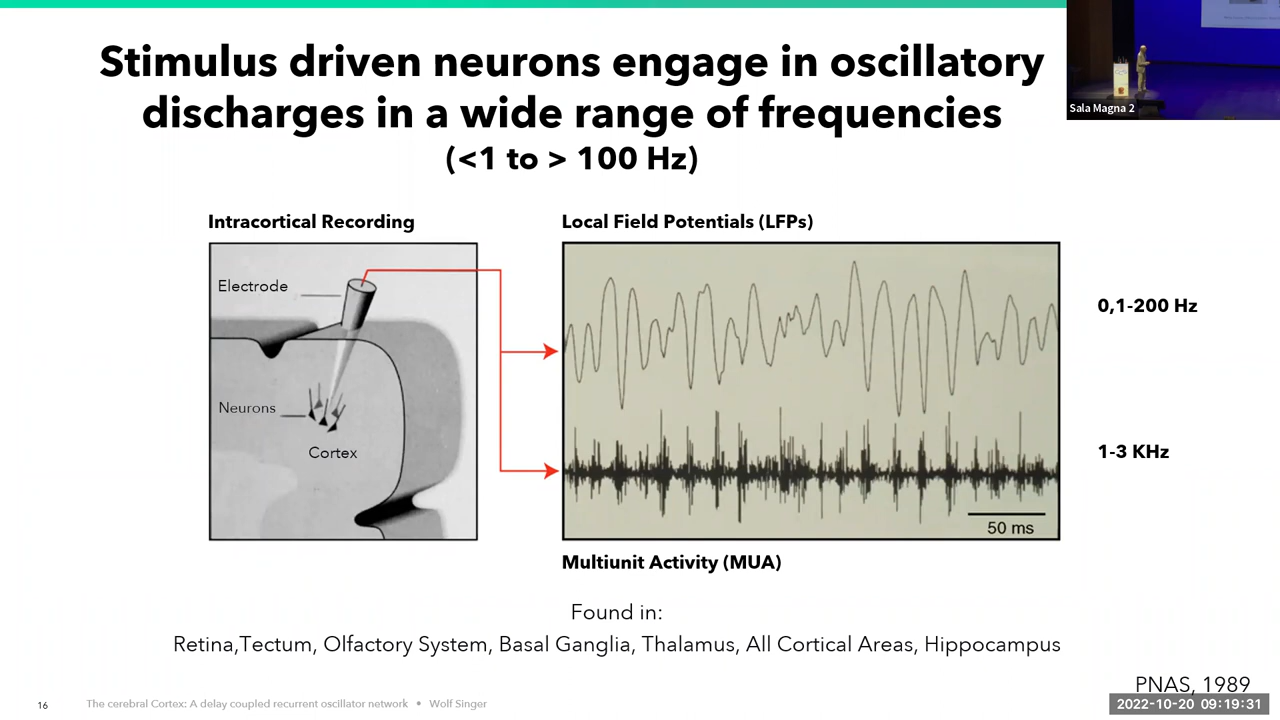 Stimulus driven neurons engage in oscillatory
discharges in a wide range of frequencies
(<1 to > 100 Hz)
Sala Magna 2
Intracortical Recording
Local Field Potentials (LFPs)
Electrode
0,1-200 Hz
Neurons
Cortex
1-3 KHz
50 ms
Multiunit Activity (MUA)
Found in:
Retina,Tectum, Olfactory System, Basal Ganglia, Thalamus, All Cortical Areas, Hippocampus
PNAS, 1989
16 The cerebral Cortex: A delay coupled recurrent oscillator network • Wolf Singer
2022-10-20 09:19:31